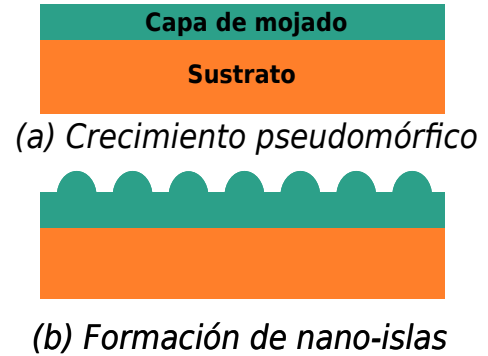 Capa de mojado
Sustrato
(a) Crecimiento pseudomórfico
(b) Formación de nano-islas